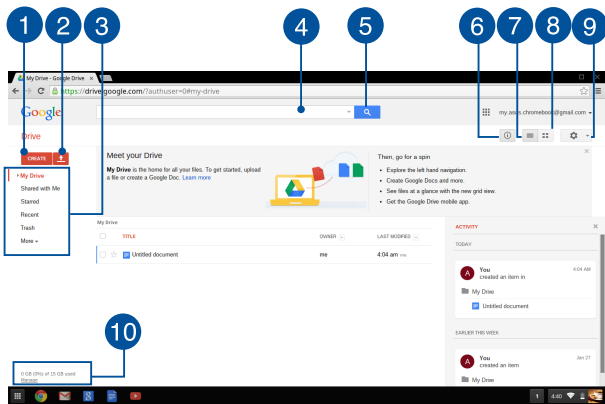 1 2 3 4 5 6 7 8 9
My Drive - Google Drive
https://drive.google.com/?authuser=0#my-drive
Google
my.asus.chromebook@gmail.com
Drive
CREATE
Meet your Drive
My Drive is the home for all your files. To get started, upload
a file or create a Google Doc. Learn more
Then, go for a spin
• Explore the left hand navigation.
• Create Google Docs and more.
• See files at a glance with the new grid view.
• Get the Google Drive mobile app.
My Drive
Shared with Me
Starred
Recent
Trash
More
My Drive
TITLE OWNER LAST MODIFIED
Untitled document me 4:04 am me
ACTIVITY
TODAY
A You 4:04 AM
created an item in
My Drive
Untitled document
EARLIER THIS WEEK
A You Jan 27
created an item
My Drive
10
0 GB (0%) of 15 GB used
Manage
8
1 4:40